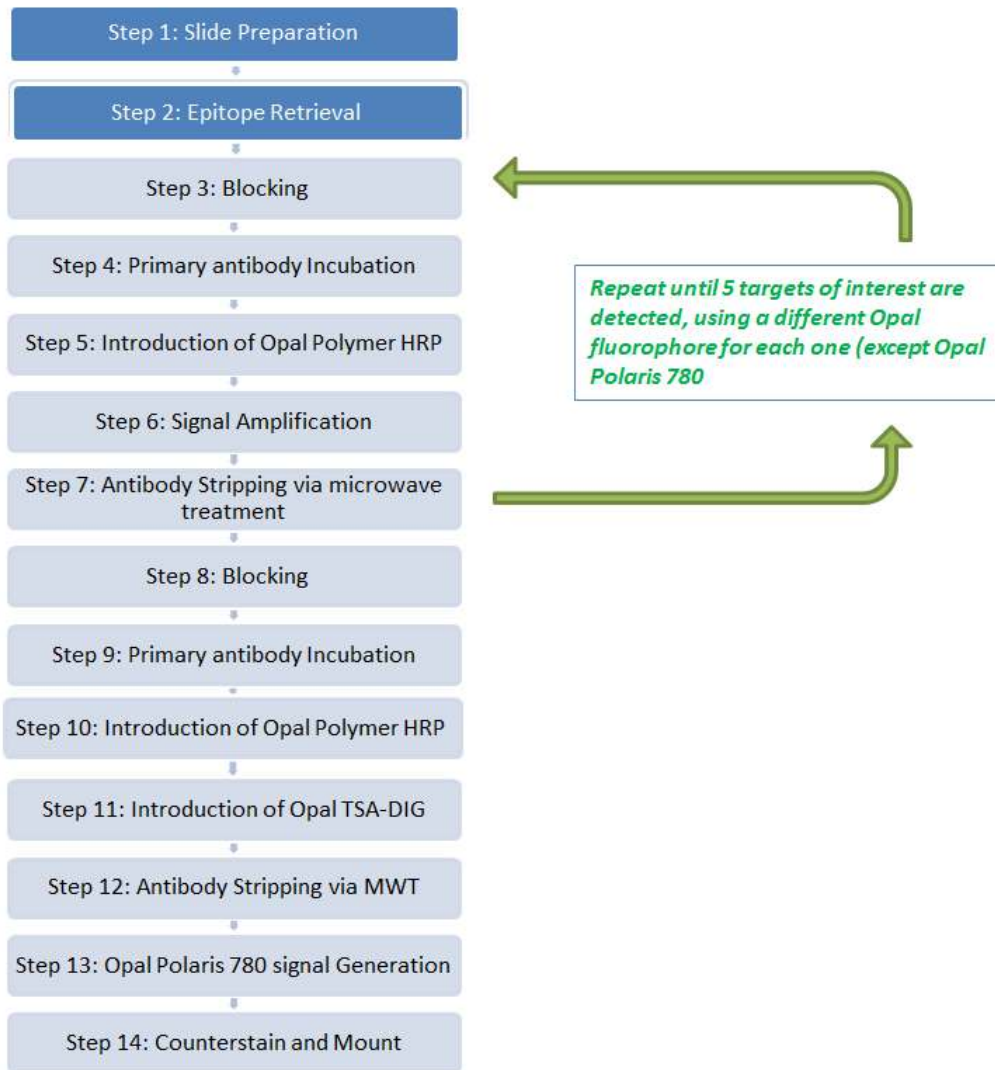 Step 1: Slide Preparation
Step 2: Epitope Retrieval
Step 3: Blocking
Step 4: Primary antibody Incubation
Step 5: Introduction of Opal Polymer HRP
Step 6: Signal Amplification
Step 7: Antibody Stripping via microwave
treatment
Step 8: Blocking
Step 9: Primary antibody Incubation
Step 10: Introduction of Opal Polymer HRP
Step 11: Introduction of Opal TSA-DIG
Step 12: Antibody Stripping via MWT
Step 13: Opal Polaris 780 signal Generation
Step 14: Counterstain and Mount
Repeat until 5 targets of interest are
detected, using a different Opal
fluorophore for each one (except Opal
Polaris 780